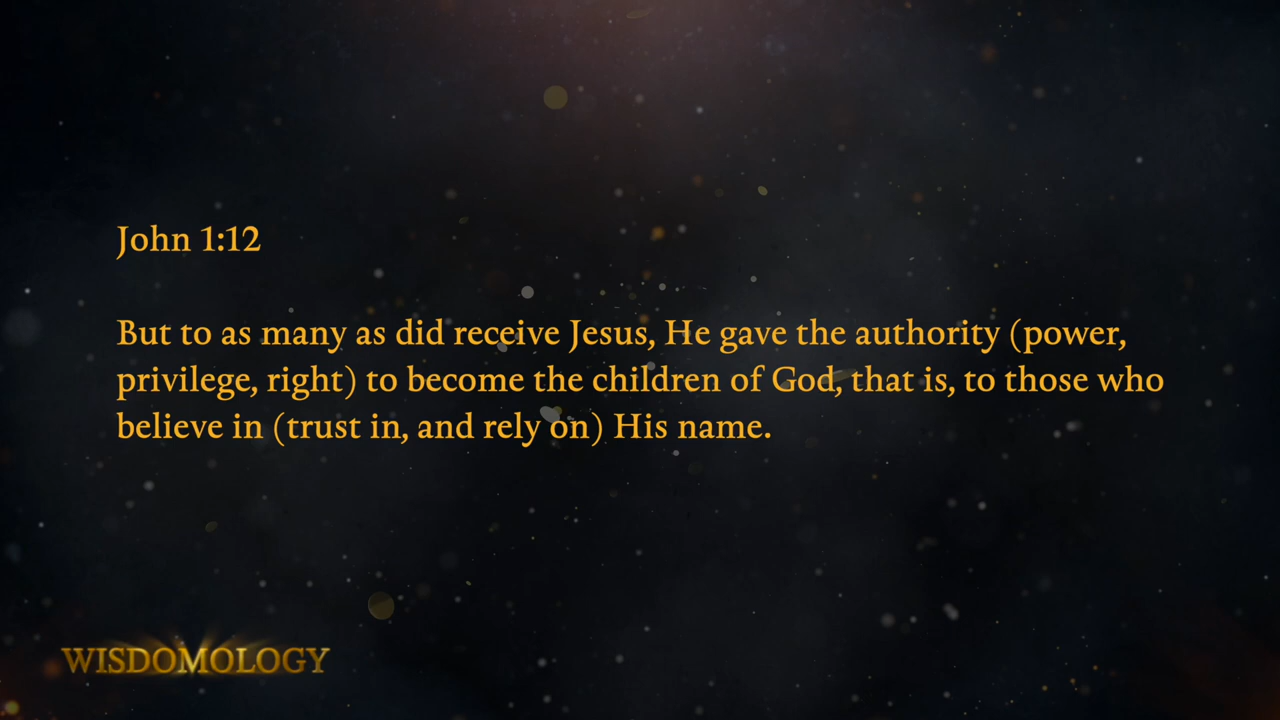 John 1:12
But to as many as did receive Jesus, He gave the authority (power,
privilege, right) to become the children of God, that is, to those who
believe in (trust in, and rely on) His name.
WISDOMOLOGY